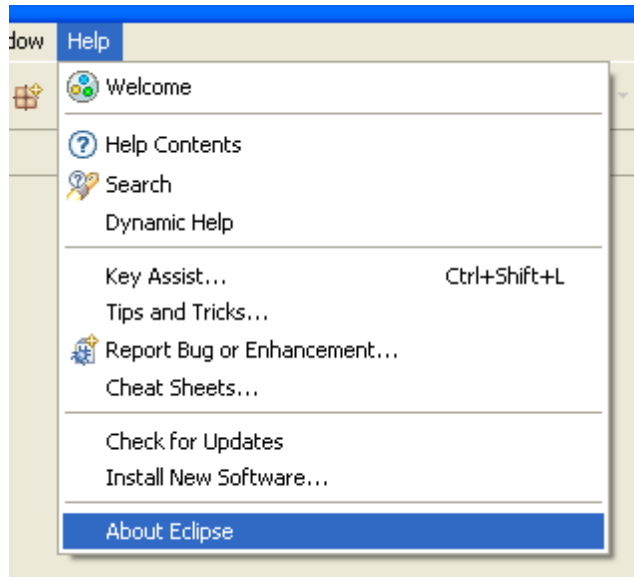 dow Help
Welcome
Help Contents
Search
Dynamic Help
Key Assist... Ctrl+Shift+L
Tips and Tricks...
Report Bug or Enhancement...
Cheat Sheets...
Check for Updates
Install New Software...
About Eclipse